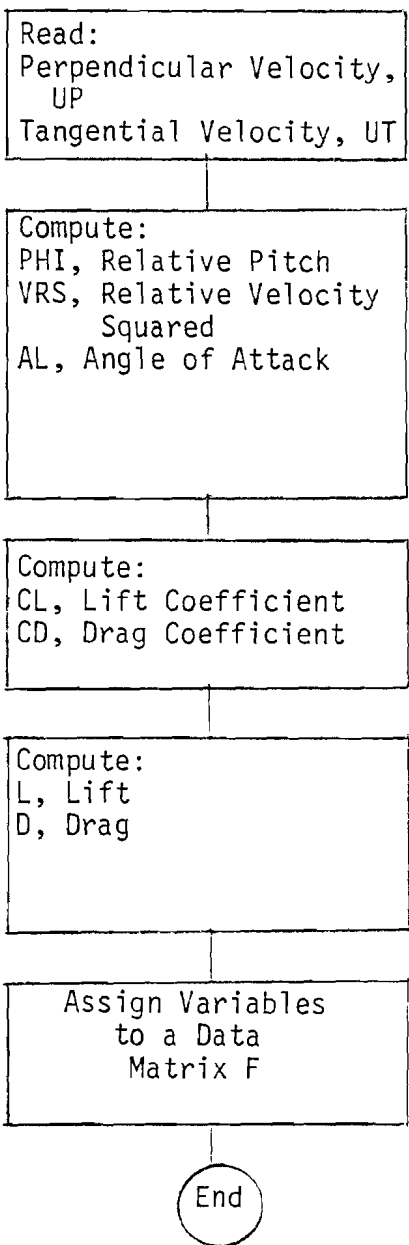 Read:
Perpendicular Velocity,
UP
Tangential Velocity, UT
Compute:
PHI, Relative Pitch
VRS, Relative Velocity
Squared
AL, Angle of Attack
Compute:
CL, Lift Coefficient
CD, Drag Coefficient
Compute:
L, Lift
D, Drag
Assign Variables
to a Data
Matrix F
End